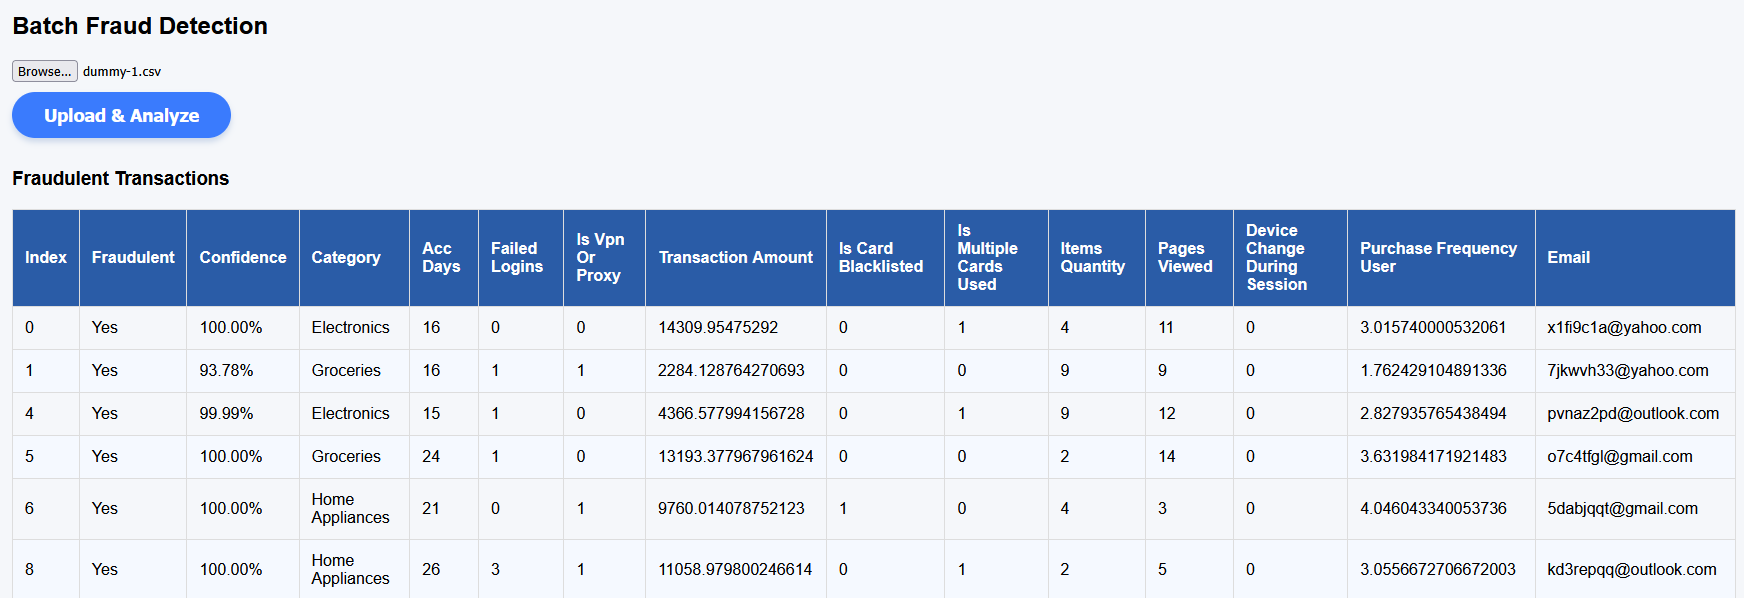 Batch Fraud Detection
Browse... dummy-1.csv
Upload & Analyze
Fraudulent Transactions
Index Fraudulent Confidence Category Acc Days Failed Logins Is Vpn Or Proxy Transaction Amount Is Card Blacklisted Is Multiple Cards Used Items Quantity Pages Viewed Device Change During Session Purchase Frequency User Email
0 Yes 100.00% Electronics 16 0 0 14309.95475292 0 1 4 11 0 3.015740000532061 x1fi9c1a@yahoo.com
1 Yes 93.78% Groceries 16 1 1 2284.128764270693 0 0 9 9 0 1.762429104891336 7jkwvh33@yahoo.com
4 Yes 99.99% Electronics 15 1 0 4366.577994156728 0 1 9 12 0 2.827935765438494 pvnaz2pd@outlook.com
5 Yes 100.00% Groceries 24 1 0 13193.377967961624 0 0 2 14 0 3.631984171921483 o7c4tfgl@gmail.com
6 Yes 100.00% Home Appliances 21 0 1 9760.014078752123 1 0 4 3 0 4.046043340053736 5dabjqqt@gmail.com
8 Yes 100.00% Home Appliances 26 3 1 11058.979800246614 0 1 2 5 0 3.0556672706672003 kd3repqq@outlook.com